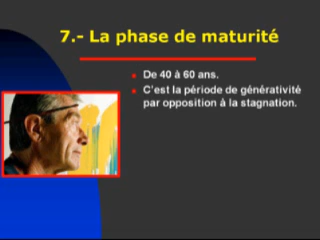 7.- La phase de maturité
De 40 à 60 ans.
C'est la période de générativité
par opposition à la stagnation.